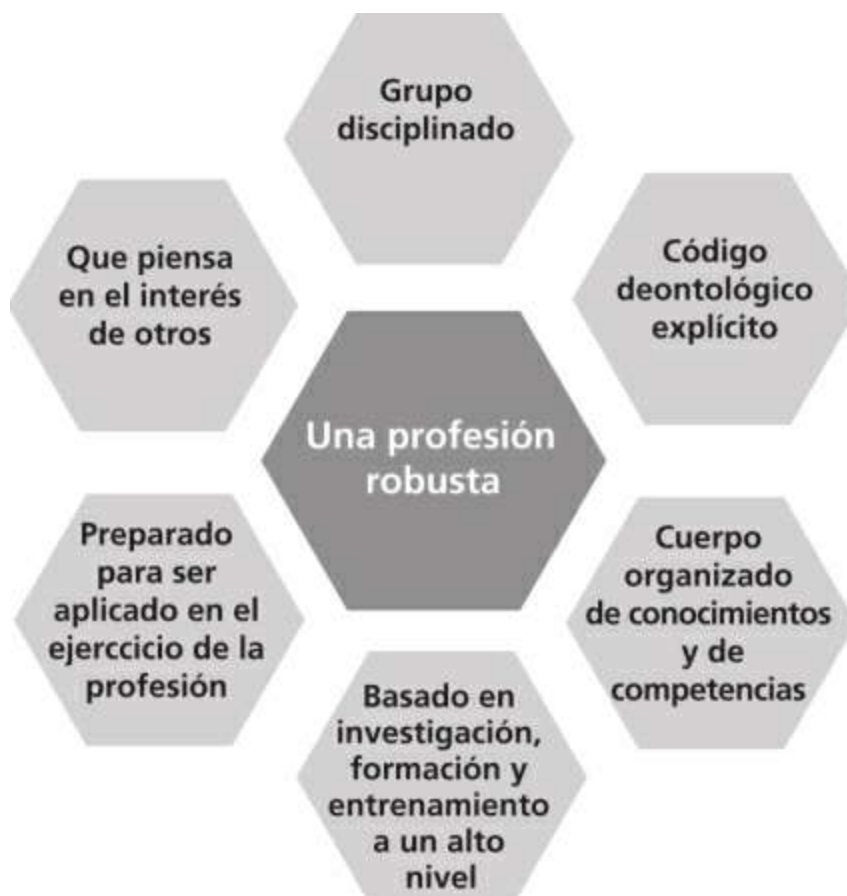 Grupo
disciplinado
Que piensa
en el interés
de otros
Código
deontológico
explícito
Una profesión
robusta
Preparado
para ser
aplicado en el
ejerccicio de la
profesión
Cuerpo
organizado
de conocimientos
y de
competencias
Basado en
investigación,
formación y
entrenamiento
a un alto
nivel